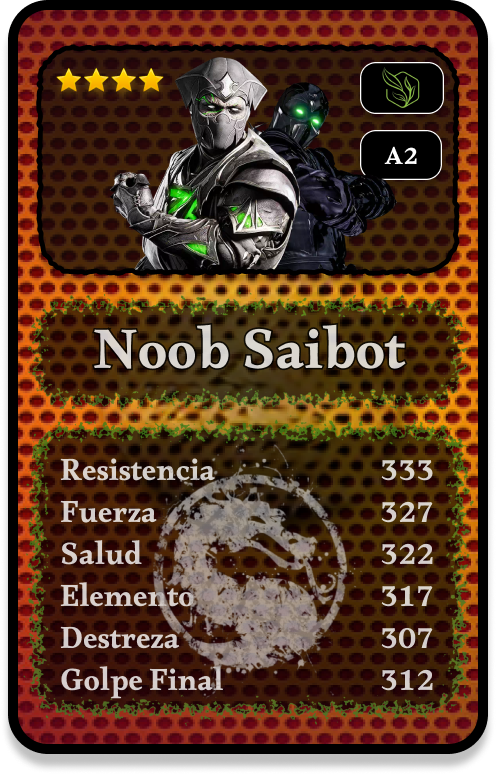 A2
Noob Saibot
Resistencia 333
Fuerza 327
Salud 322
Elemento 317
Destreza 307
Golpe Final 312